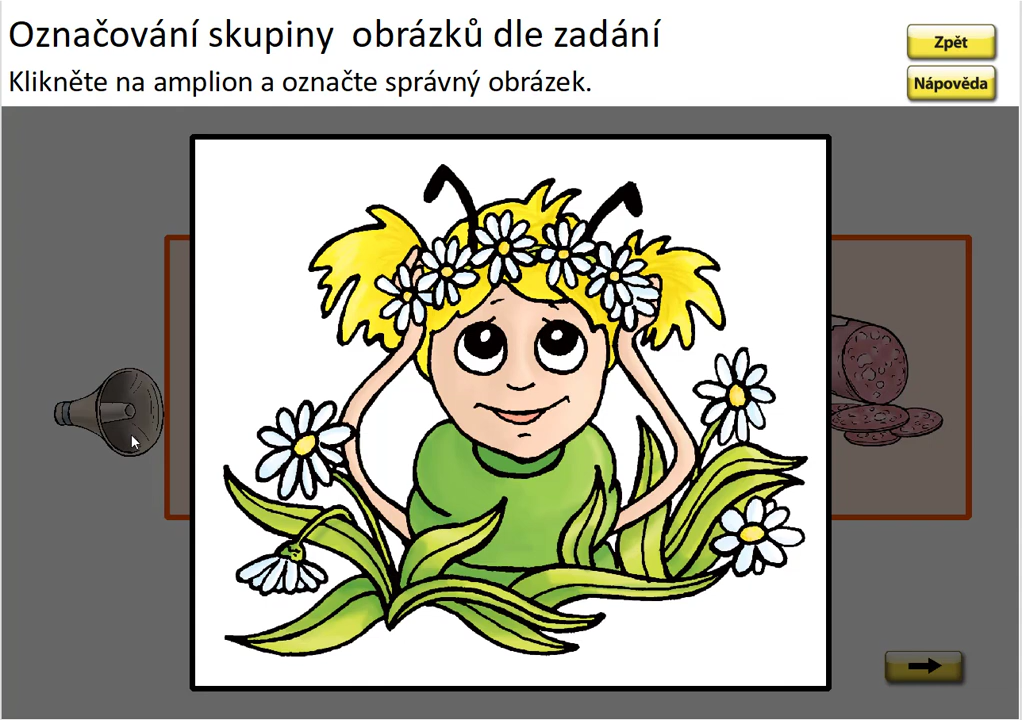 Označování skupiny obrázků dle zadání
Zpět
Klikněte na amplion a označte správný obrázek.
Nápověda